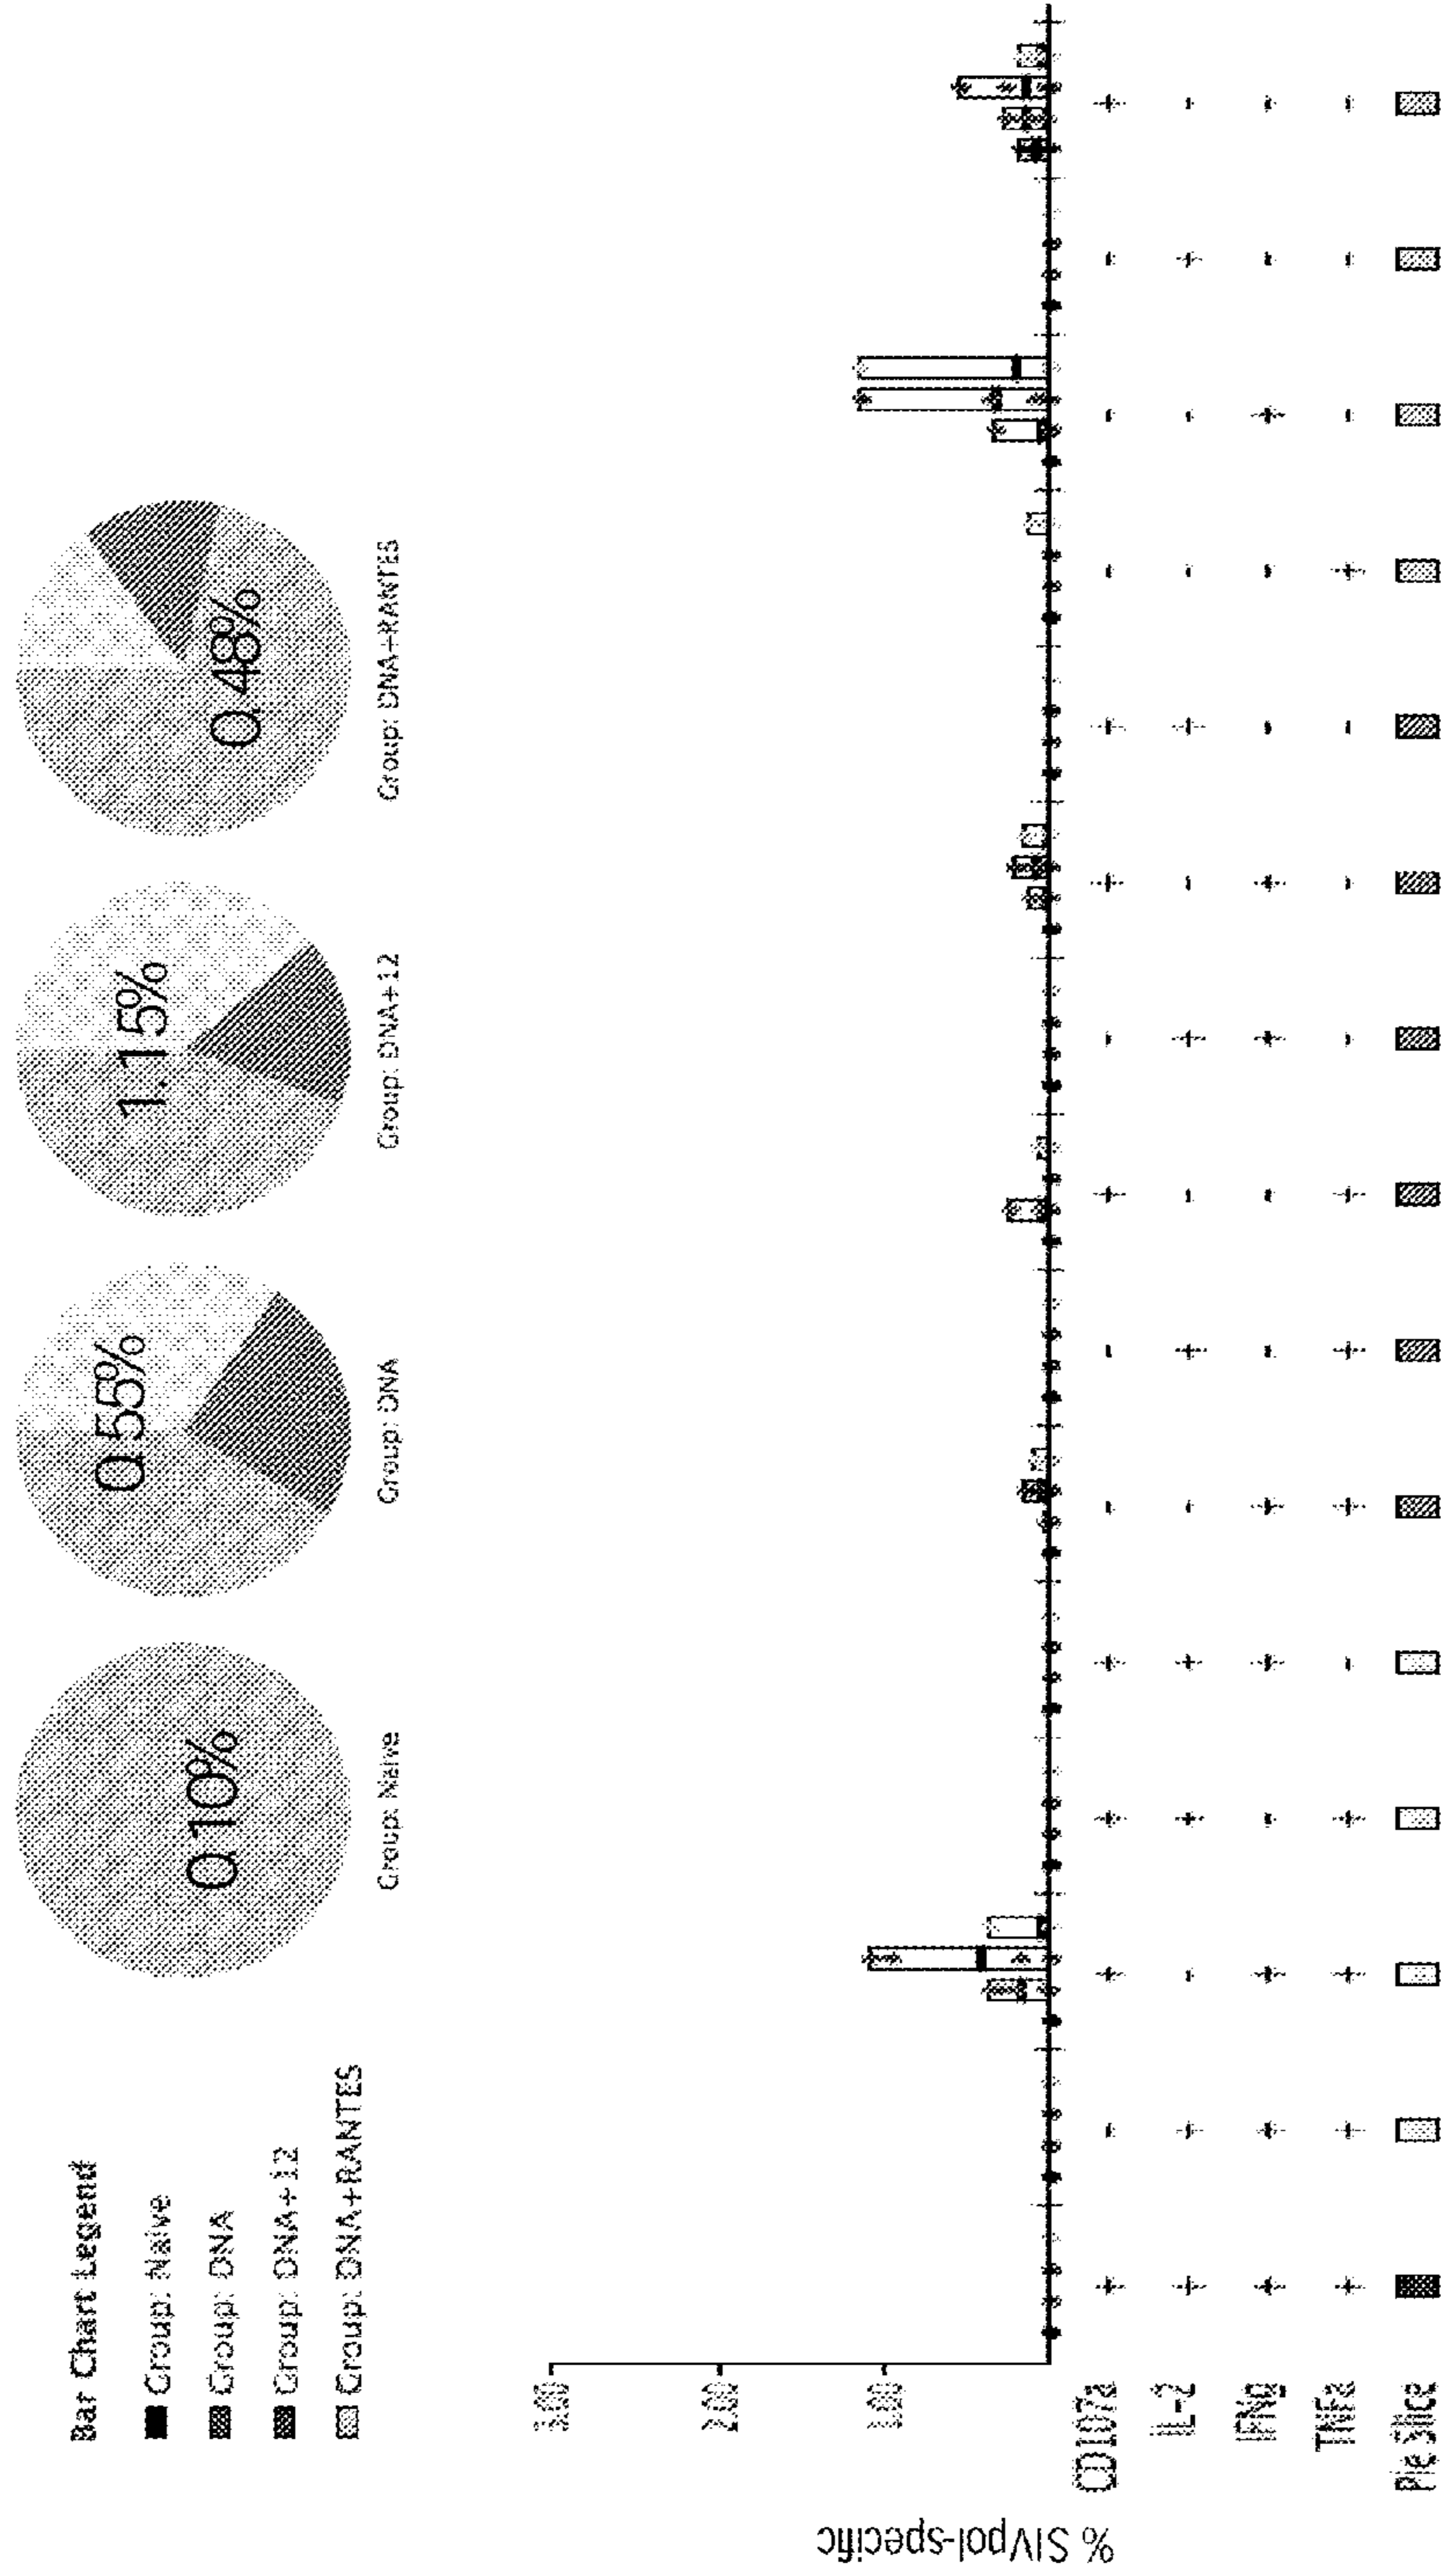 Bar Chart Legend
Group: Naive
Group: DNA
Group: DNA+12
Group: DNA+RANTES
0.10%
Group: Naive
0.55%
Group: DNA
1.15%
Group: DNA+12
0.48%
Group: DNA+RANTES
% SIVpol-specific
3.00
2.00
1.00
CD107a + - + + + - - + - + + - - - +
IL-2 + + - + + - + - + - + - - + -
IFNg + + + - + + - - + + - - + - -
TNFa + + + + - + + + - - - + - - -
Pie Slice